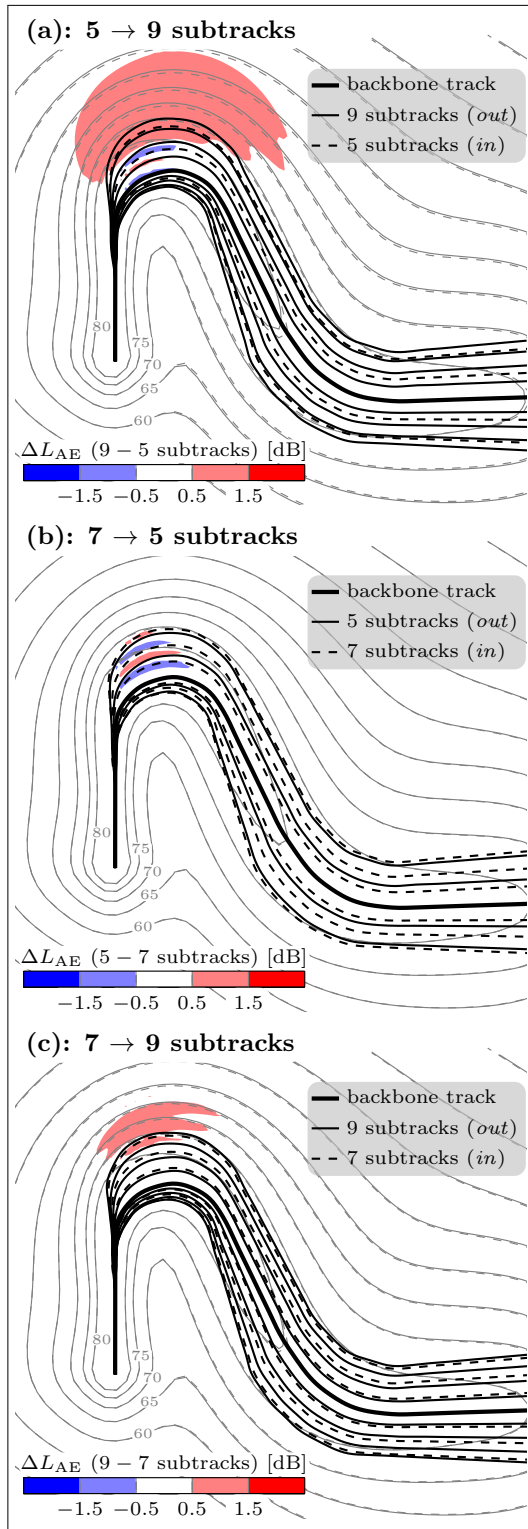 (a): 5 → 9 subtracks
backbone track
9 subtracks (out)
5 subtracks (in)
80
75
70
65
60
ΔL_AE (9 − 5 subtracks) [dB]
−1.5 −0.5 0.5 1.5
(b): 7 → 5 subtracks
backbone track
5 subtracks (out)
7 subtracks (in)
80
75
70
65
60
ΔL_AE (5 − 7 subtracks) [dB]
−1.5 −0.5 0.5 1.5
(c): 7 → 9 subtracks
backbone track
9 subtracks (out)
7 subtracks (in)
80
75
70
65
60
ΔL_AE (9 − 7 subtracks) [dB]
−1.5 −0.5 0.5 1.5